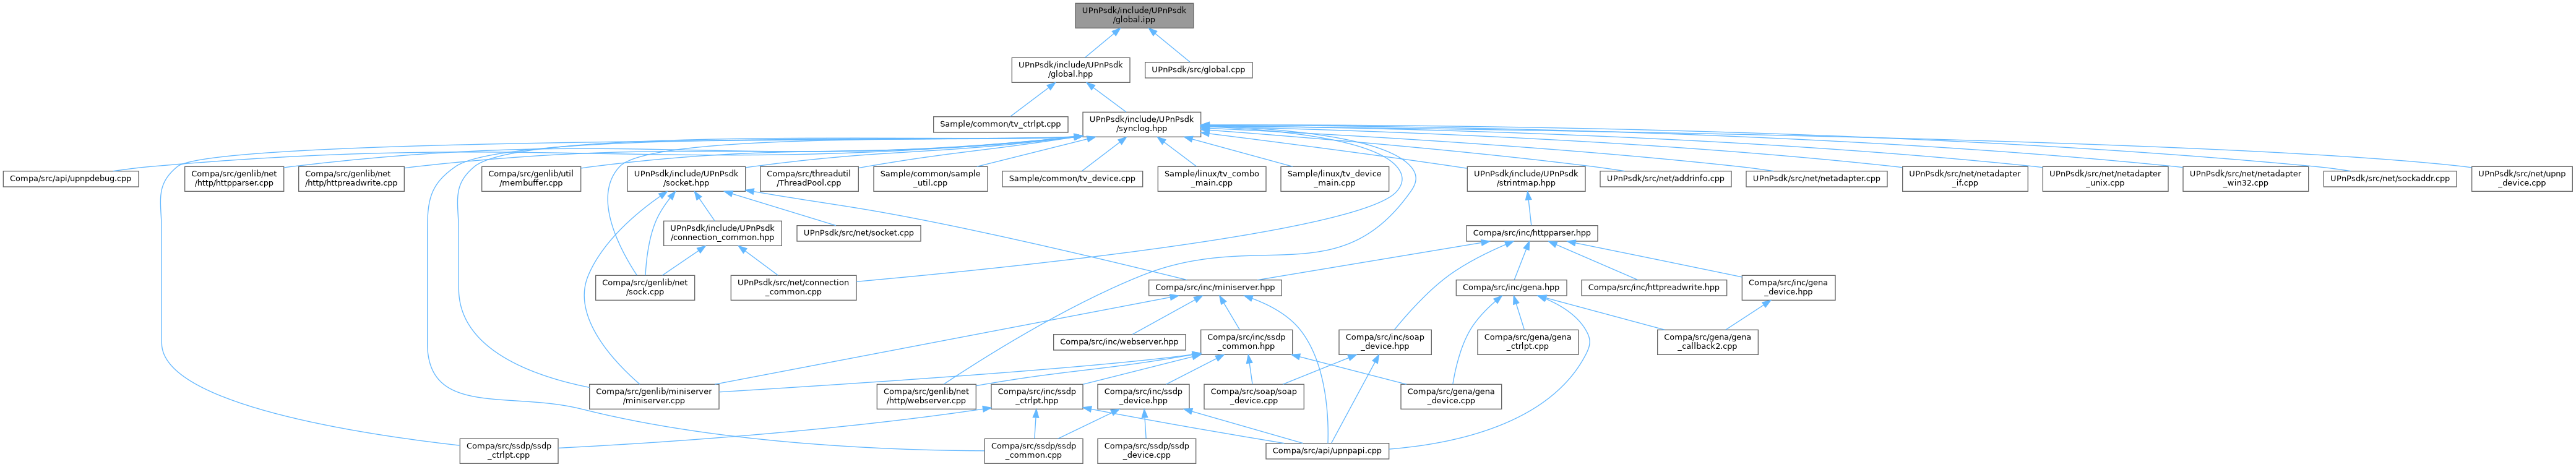 UPnPsdk/include/UPnPsdk
/global.ipp
UPnPsdk/include/UPnPsdk
/global.hpp
UPnPsdk/src/global.cpp
Sample/common/tv_ctrlpt.cpp
UPnPsdk/include/UPnPsdk
/synclog.hpp
Compa/src/api/upnpdebug.cpp
Compa/src/genlib/net
/http/httpparser.cpp
Compa/src/genlib/net
/http/httpreadwrite.cpp
Compa/src/genlib/util
/membuffer.cpp
UPnPsdk/include/UPnPsdk
/socket.hpp
Compa/src/threadutil
/ThreadPool.cpp
Sample/common/sample
_util.cpp
Sample/common/tv_device.cpp
Sample/linux/tv_combo
_main.cpp
Sample/linux/tv_device
_main.cpp
UPnPsdk/include/UPnPsdk
/strintmap.hpp
UPnPsdk/src/net/addrinfo.cpp
UPnPsdk/src/net/netadapter.cpp
UPnPsdk/src/net/netadapter
_if.cpp
UPnPsdk/src/net/netadapter
_unix.cpp
UPnPsdk/src/net/netadapter
_win32.cpp
UPnPsdk/src/net/sockaddr.cpp
UPnPsdk/src/net/upnp
_device.cpp
UPnPsdk/include/UPnPsdk
/connection_common.hpp
UPnPsdk/src/net/socket.cpp
Compa/src/inc/httpparser.hpp
Compa/src/genlib/net
/sock.cpp
UPnPsdk/src/net/connection
_common.cpp
Compa/src/inc/miniserver.hpp
Compa/src/inc/gena.hpp
Compa/src/inc/httpreadwrite.hpp
Compa/src/inc/gena
_device.hpp
Compa/src/inc/webserver.hpp
Compa/src/inc/ssdp
_common.hpp
Compa/src/inc/soap
_device.hpp
Compa/src/gena/gena
_ctrlpt.cpp
Compa/src/gena/gena
_callback2.cpp
Compa/src/genlib/miniserver
/miniserver.cpp
Compa/src/genlib/net
/http/webserver.cpp
Compa/src/inc/ssdp
_ctrlpt.hpp
Compa/src/inc/ssdp
_device.hpp
Compa/src/soap/soap
_device.cpp
Compa/src/gena/gena
_device.cpp
Compa/src/ssdp/ssdp
_ctrlpt.cpp
Compa/src/ssdp/ssdp
_common.cpp
Compa/src/ssdp/ssdp
_device.cpp
Compa/src/api/upnpapi.cpp